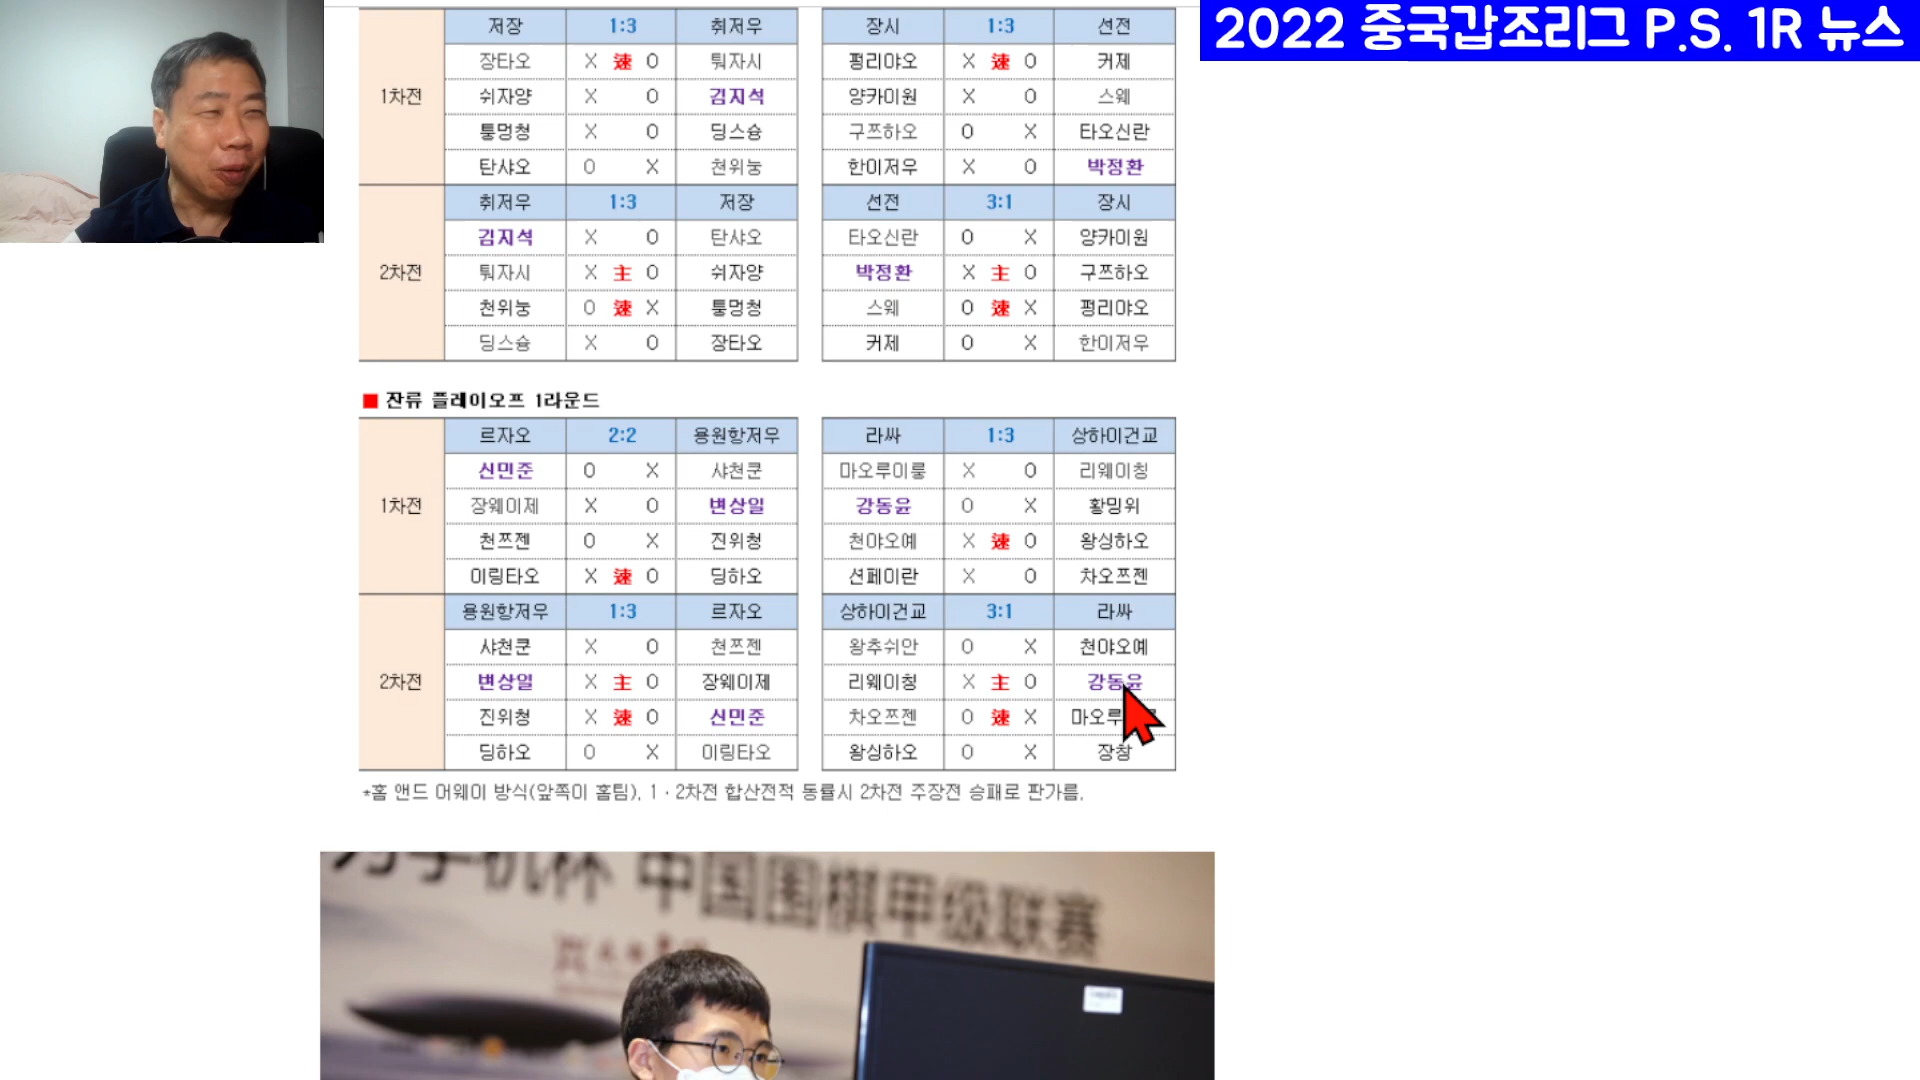 2022 중국갑조리그 P.S. 1R 뉴스
저장 1:3 취저우 장시 1:3 선전
1차전
장타오 X 速 O 퉈자시 펑리야오 X 速 O 커제
쉬자양 X O 김지석 양카이원 X O 스웨
퉁멍청 X O 딩스슝 구쯔하오 O X 타오신란
탄샤오 O X 천위눙 한이저우 X O 박정환
취저우 1:3 저장 선전 3:1 장시
2차전
김지석 X O 탄샤오 타오신란 O X 양카이원
퉈자시 X 主 O 쉬자양 박정환 X 主 O 구쯔하오
천위눙 O 速 X 퉁멍청 스웨 O 速 X 펑리야오
딩스슝 X O 장타오 커제 O X 한이저우
■ 잔류 플레이오프 1라운드
르자오 2:2 용원항저우 라싸 1:3 상하이건교
1차전
신민준 O X 샤천쿤 마오루이룽 X O 리웨이칭
장웨이제 X O 변상일 강동윤 O X 황밍위
천쯔젠 O X 진위청 천야오예 X 速 O 왕싱하오
이링타오 X 速 O 딩하오 션페이란 X O 차오쯔젠
용원항저우 1:3 르자오 상하이건교 3:1 라싸
2차전
샤천쿤 X O 천쯔젠 왕추쉬안 O X 천야오예
변상일 X 主 O 장웨이제 리웨이청 X 主 O 강동윤
진위청 X 速 O 신민준 차오쯔젠 O 速 X 마오루
딩하오 O X 이링타오 왕싱하오 O X 장창
*홈 앤드 어웨이 방식(앞쪽이 홈팀). 1·2차전 합산전적 동률시 2차전 주장전 승패로 판가름.
中国围棋甲级联赛